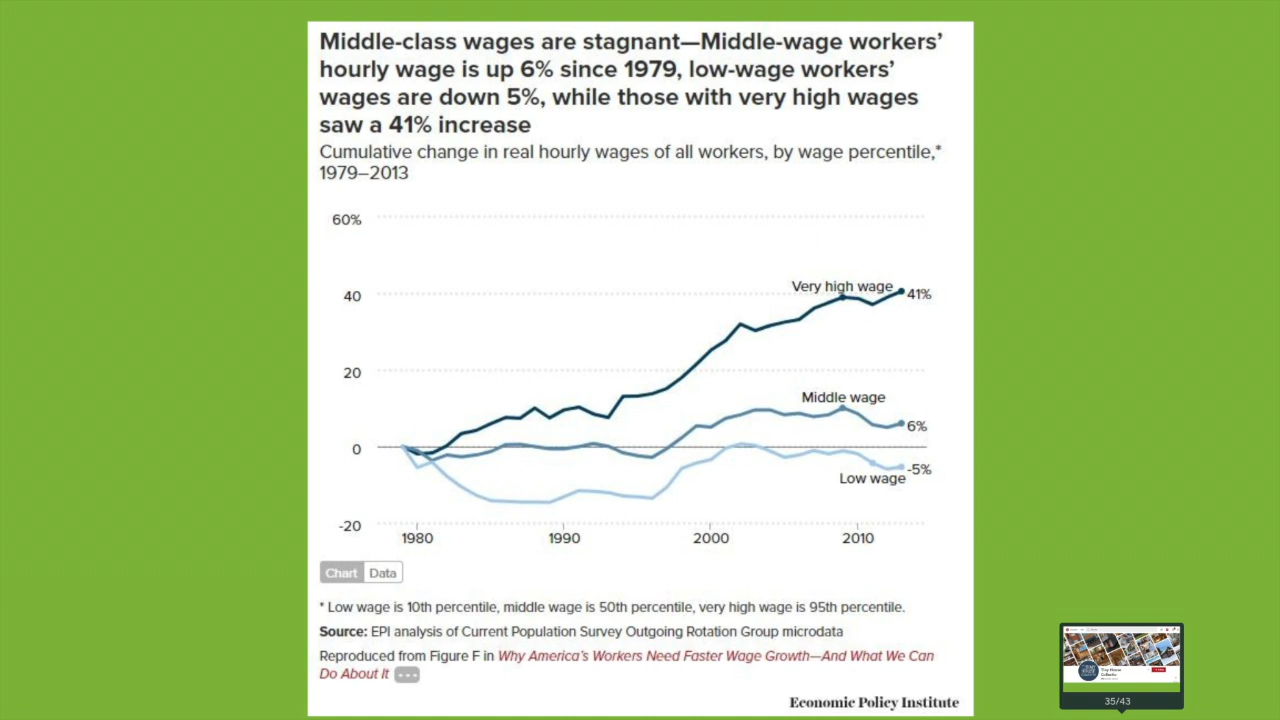 Middle-class wages are stagnant—Middle-wage workers’
hourly wage is up 6% since 1979, low-wage workers’
wages are down 5%, while those with very high wages
saw a 41% increase
Cumulative change in real hourly wages of all workers, by wage percentile,*
1979–2013
60%
Very high wage
40
41%
20
Middle wage
6%
0
-5%
Low wage
-20
1980 1990 2000 2010
Chart Data
* Low wage is 10th percentile, middle wage is 50th percentile, very high wage is 95th percentile.
Source: EPI analysis of Current Population Survey Outgoing Rotation Group microdata
Reproduced from Figure F in Why America’s Workers Need Faster Wage Growth—And What We Can
Do About It
Economic Policy Institute
35/43